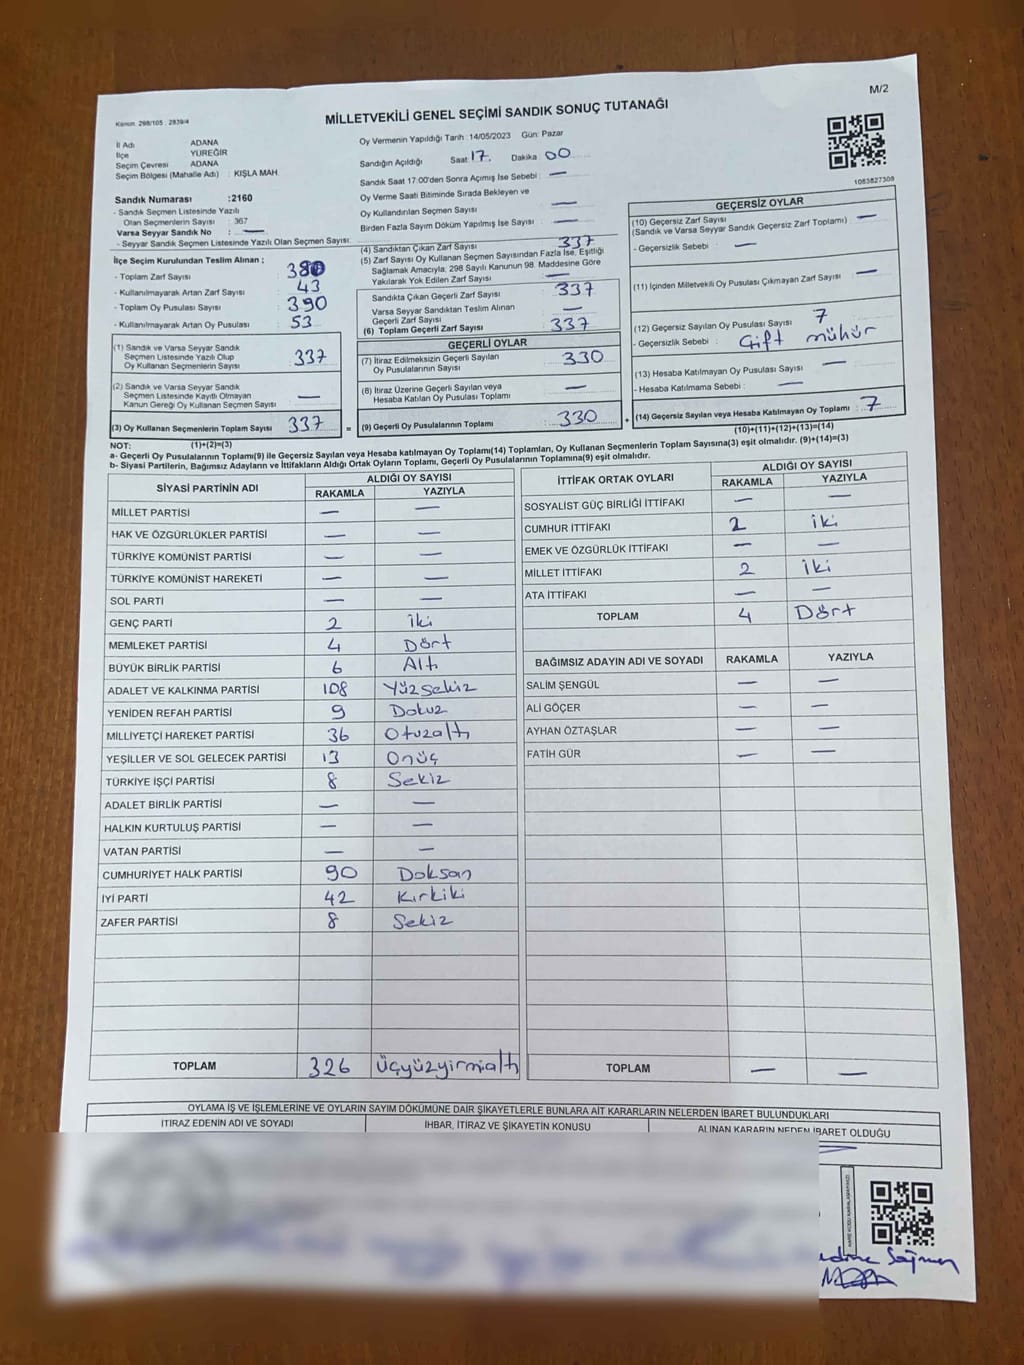 M/2
Kanun. 298/105 , 2839/4
MİLLETVEKİLİ GENEL SEÇİMİ SANDIK SONUÇ TUTANAĞI
İl Adı ADANA
İlçe YÜREĞİR
Seçim Çevresi ADANA
Seçim Bölgesi (Mahalle Adı) : KIŞLA MAH.
Sandık Numarası :2160
- Sandık Seçmen Listesinde Yazılı
Olan Seçmenlerin Sayısı : 367
Varsa Seyyar Sandık No : —
- Seyyar Sandık Seçmen Listesinde Yazılı Olan Seçmen Sayısı:
İlçe Seçim Kurulundan Teslim Alınan ;
- Toplam Zarf Sayısı : 380
- Kullanılmayarak Artan Zarf Sayısı : 43
- Toplam Oy Pusulası Sayısı : 390
- Kullanılmayarak Artan Oy Pusulası : 53
(1) Sandık ve Varsa Seyyar Sandık
Seçmen Listesinde Yazılı Olup
Oy Kullanan Seçmenlerin Sayısı : 337
(2) Sandık ve Varsa Seyyar Sandık
Seçmen Listesinde Kayıtlı Olmayan
Kanun Gereği Oy Kullanan Seçmen Sayısı : —
(3) Oy Kullanan Seçmenlerin Toplam Sayısı : 337 =
Oy Vermenin Yapıldığı Tarih :14/05/2023 Gün: Pazar
Sandığın Açıldığı Saat 17. Dakika 00
Sandık Saat 17:00'den Sonra Açımış İse Sebebi : —
Oy Verme Saati Bitiminde Sırada Bekleyen ve
Oy Kullandırılan Seçmen Sayısı —
Birden Fazla Sayım Döküm Yapılmış İse Sayısı —
(4) Sandıktan Çıkan Zarf Sayısı 337
(5) Zarf Sayısı Oy Kullanan Seçmen Sayısından Fazla İse, Eşitliği
Sağlamak Amacıyla; 298 Sayılı Kanunun 98. Maddesine Göre
Yakılarak Yok Edilen Zarf Sayısı —
Sandıkta Çıkan Geçerli Zarf Sayısı : 337
Varsa Seyyar Sandıktan Teslim Alınan
Geçerli Zarf Sayısı —
(6) Toplam Geçerli Zarf Sayısı : 337
GEÇERLİ OYLAR
(7) İtiraz Edilmeksizin Geçerli Sayılan
Oy Pusulalarının Sayısı : 330
(8) İtiraz Üzerine Geçerli Sayılan veya
Hesaba Katılan Oy Pusulası Toplamı : —
(9) Geçerli Oy Pusulalarının Toplamı : 330 +
1083827308
GEÇERSİZ OYLAR
(10) Geçersiz Zarf Sayısı
(Sandık ve Varsa Seyyar Sandık Geçersiz Zarf Toplamı) : —
- Geçersizlik Sebebi : —
(11) İçinden Milletvekili Oy Pusulası Çıkmayan Zarf Sayısı : —
(12) Geçersiz Sayılan Oy Pusulası Sayısı : 7
- Geçersizlik Sebebi : Çift mühür
(13) Hesaba Katılmayan Oy Pusulası Sayısı : —
- Hesaba Katılmama Sebebi : —
(14) Geçersiz Sayılan veya Hesaba Katılmayan Oy Toplamı : 7
(10)+(11)+(12)+(13)=(14)
NOT: (1)+(2)=(3)
a- Geçerli Oy Pusulalarının Toplamı(9) ile Geçersiz Sayılan veya Hesaba katılmayan Oy Toplamı(14) Toplamları, Oy Kullanan Seçmenlerin Toplam Sayısına(3) eşit olmalıdır. (9)+(14)=(3)
b- Siyasi Partilerin, Bağımsız Adayların ve İttifakların Aldığı Ortak Oyların Toplamı, Geçerli Oy Pusulalarının Toplamına(9) eşit olmalıdır.
SİYASİ PARTİNİN ADI ALDIĞI OY SAYISI
RAKAMLA YAZIYLA
MİLLET PARTİSİ — —
HAK VE ÖZGÜRLÜKLER PARTİSİ — —
TÜRKİYE KOMÜNİST PARTİSİ — —
TÜRKİYE KOMÜNİST HAREKETİ — —
SOL PARTİ — —
GENÇ PARTİ 2 İki
MEMLEKET PARTİSİ 4 Dört
BÜYÜK BİRLİK PARTİSİ 6 Altı
ADALET VE KALKINMA PARTİSİ 108 Yüzsekiz
YENİDEN REFAH PARTİSİ 9 Dokuz
MİLLİYETÇİ HAREKET PARTİSİ 36 Otuzaltı
YEŞİLLER VE SOL GELECEK PARTİSİ 13 Onüç
TÜRKİYE İŞÇİ PARTİSİ 8 Sekiz
ADALET BİRLİK PARTİSİ — —
HALKIN KURTULUŞ PARTİSİ — —
VATAN PARTİSİ — —
CUMHURİYET HALK PARTİSİ 90 Doksan
İYİ PARTİ 42 Kırkiki
ZAFER PARTİSİ 8 Sekiz
TOPLAM 326 Üçyüzyirmialtı
İTTİFAK ORTAK OYLARI ALDIĞI OY SAYISI
RAKAMLA YAZIYLA
SOSYALİST GÜÇ BİRLİĞİ İTTİFAKI — —
CUMHUR İTTİFAKI 2 İki
EMEK VE ÖZGÜRLÜK İTTİFAKI — —
MİLLET İTTİFAKI 2 İki
ATA İTTİFAKI — —
TOPLAM 4 Dört
BAĞIMSIZ ADAYIN ADI VE SOYADI RAKAMLA YAZIYLA
SALİM ŞENGÜL — —
ALİ GÖÇER — —
AYHAN ÖZTAŞLAR — —
FATİH GÜR — —
TOPLAM — —
OYLAMA İŞ VE İŞLEMLERİNE VE OYLARIN SAYIM DÖKÜMÜNE DAİR ŞİKAYETLERLE BUNLARA AİT KARARLARIN NELERDEN İBARET BULUNDUKLARI
İTİRAZ EDENİN ADI VE SOYADI İHBAR, İTİRAZ VE ŞİKAYETİN KONUSU ALINAN KARARIN NEDEN İBARET OLDUĞU